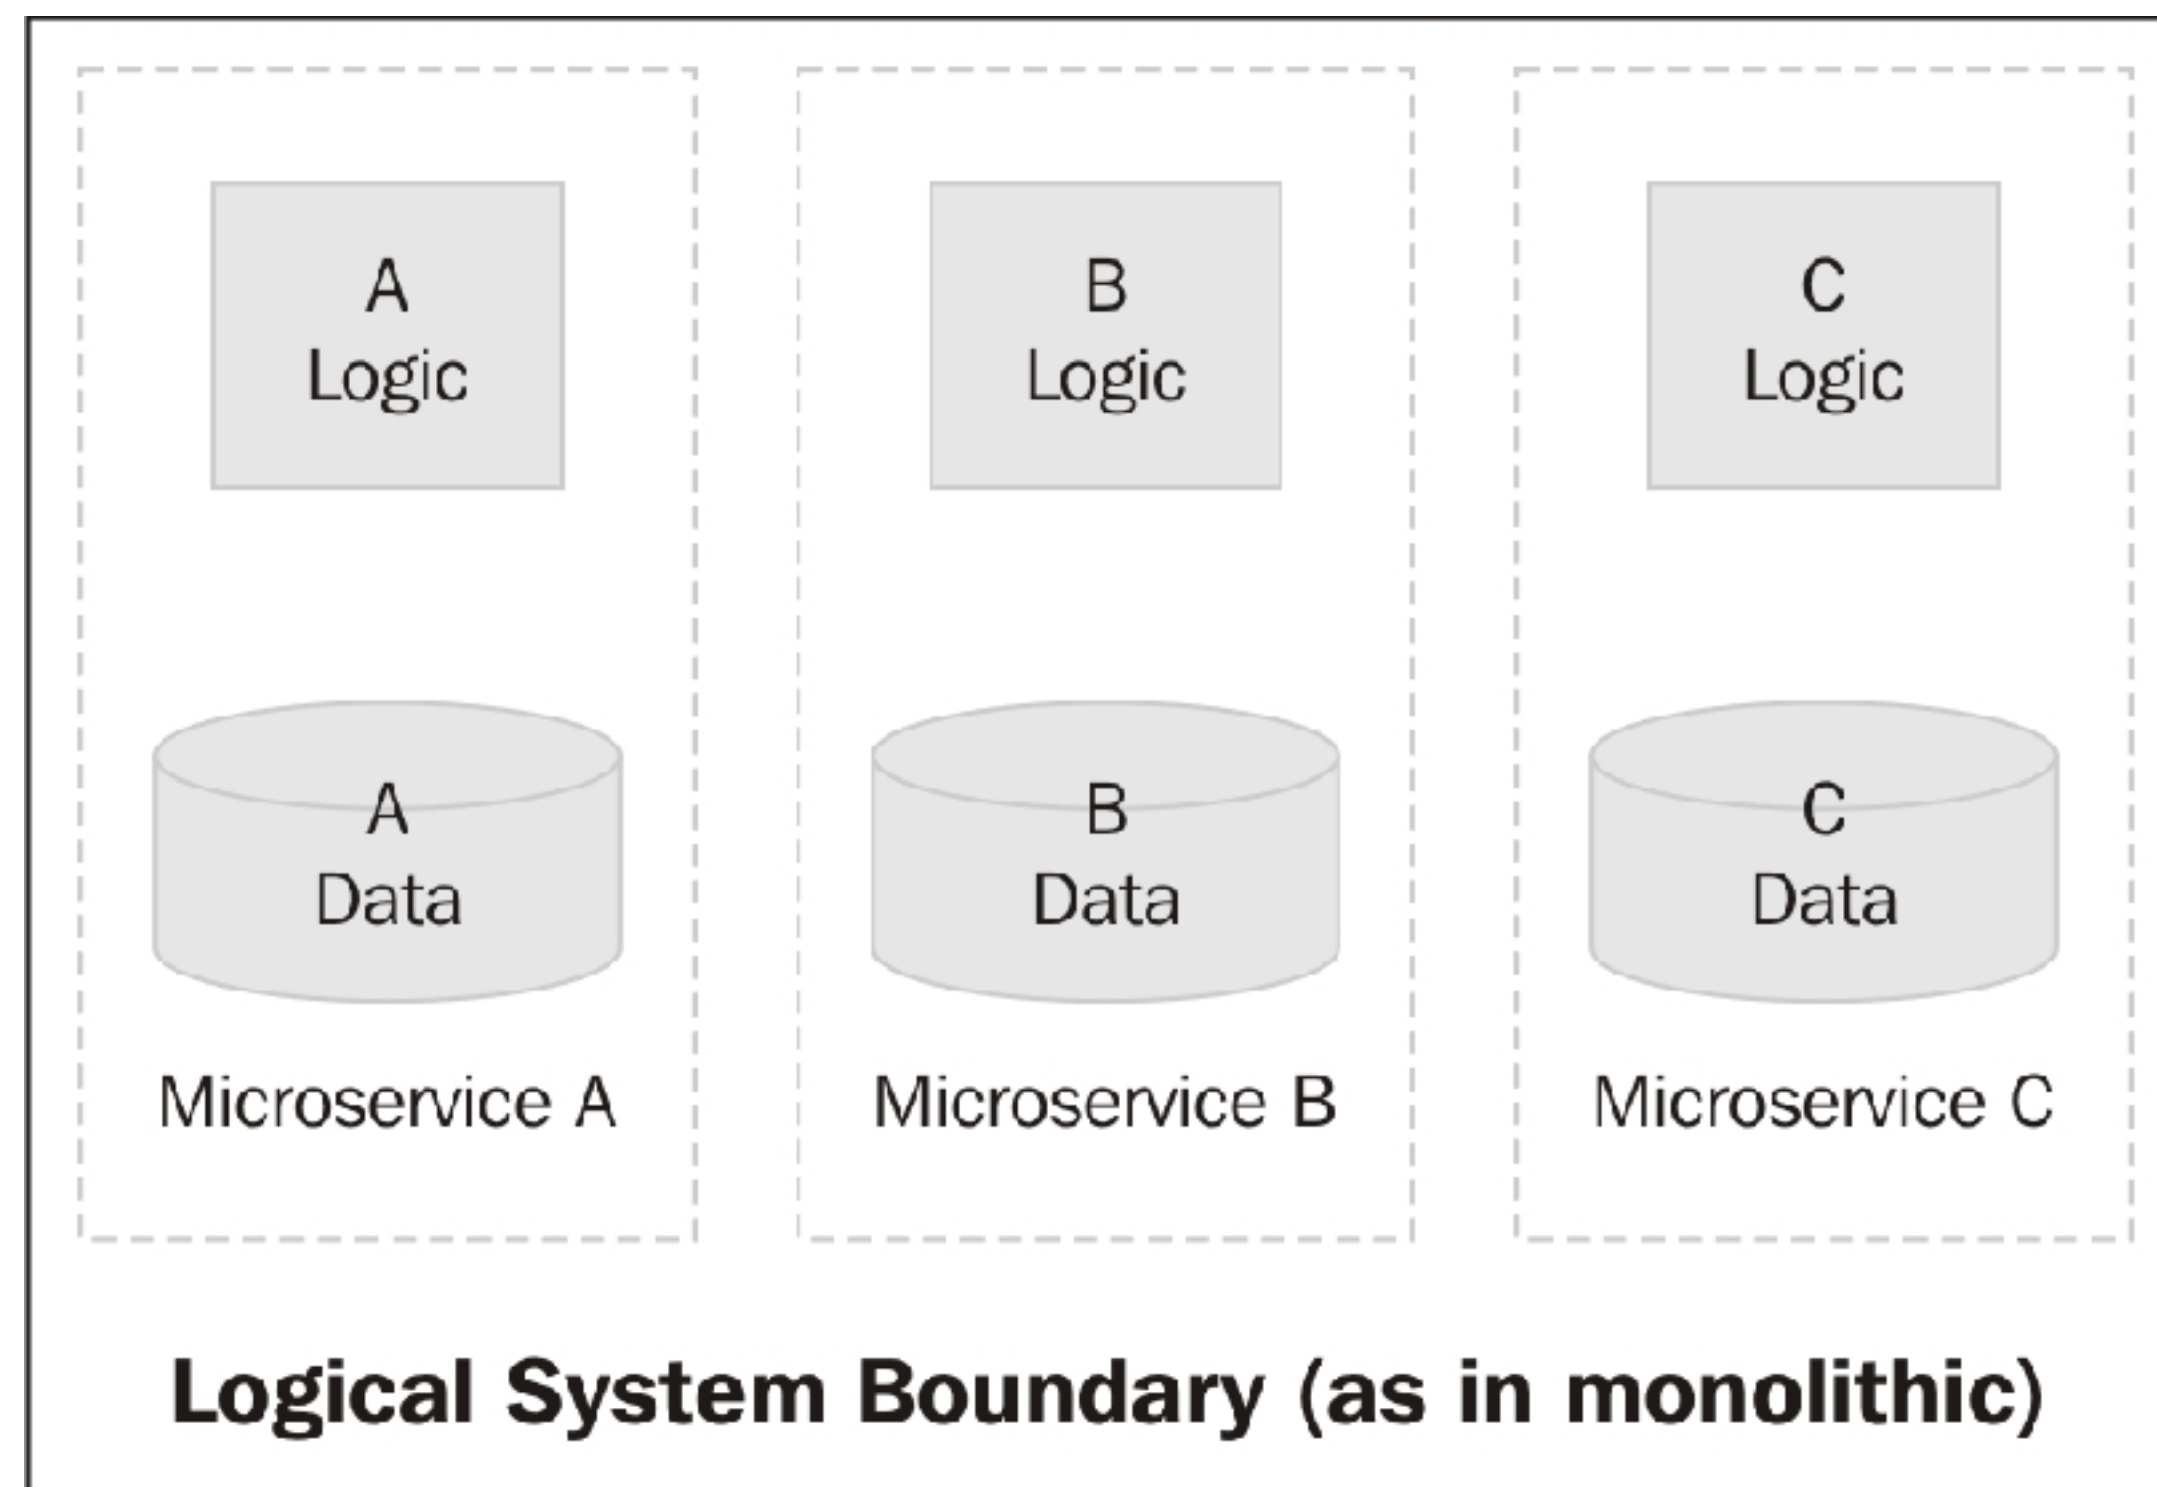 A
Logic
B
Logic
C
Logic
A
Data
B
Data
C
Data
Microservice A
Microservice B
Microservice C
Logical System Boundary (as in monolithic)